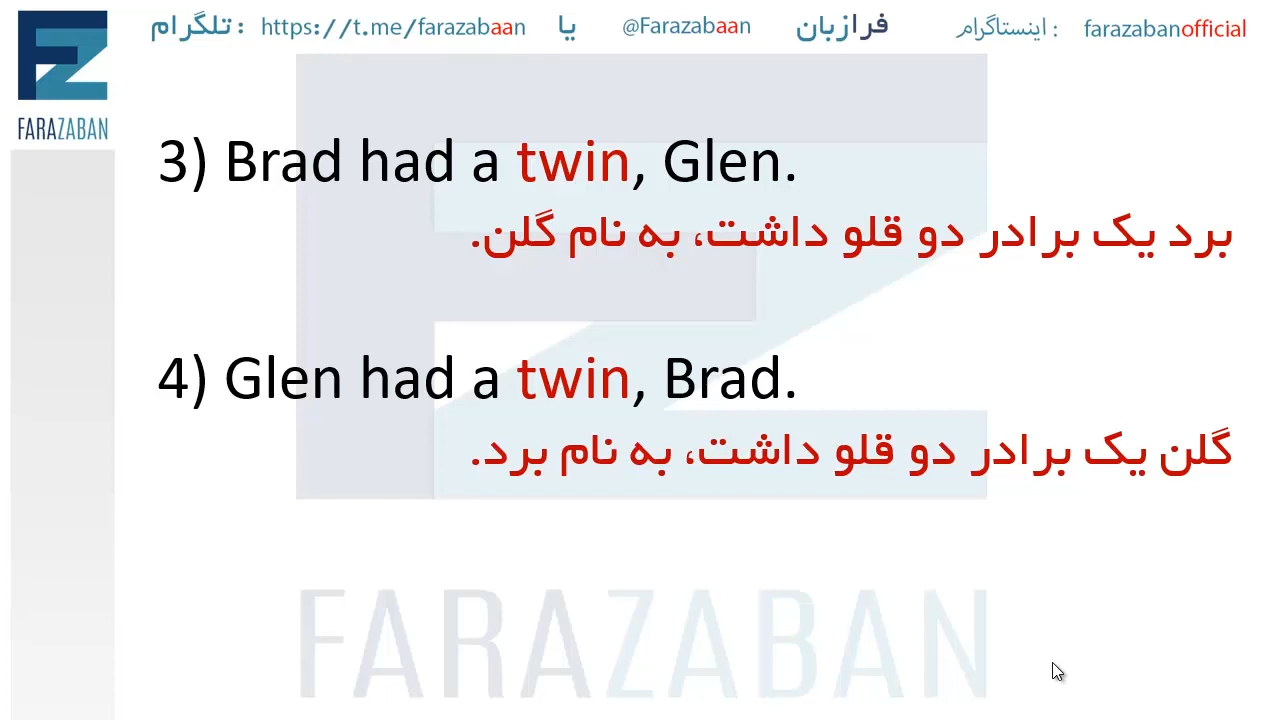 تلگرام : https://t.me/farazabaan یا @Farazabaan فرازبان اینستاگرام : farazabanofficial
FARAZABAN
3) Brad had a twin, Glen.
برد یک برادر دو قلو داشت، به نام گلن.
4) Glen had a twin, Brad.
گلن یک برادر دو قلو داشت، به نام برد.
FARAZABAN